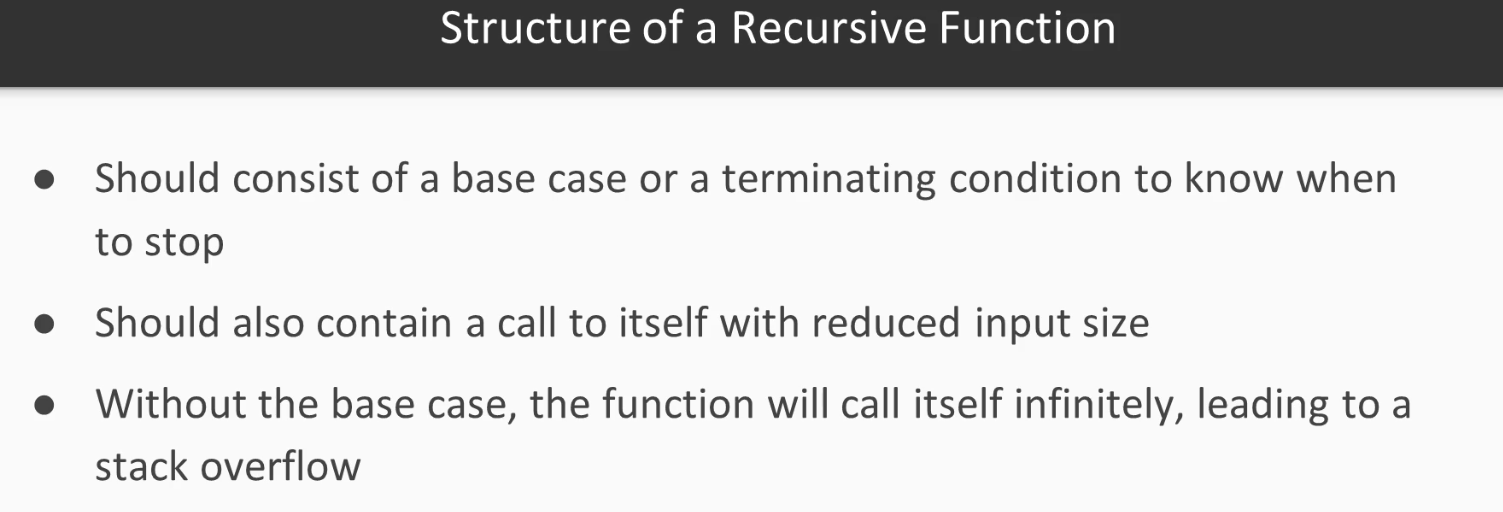 Structure of a Recursive Function
● Should consist of a base case or a terminating condition to know when
to stop
● Should also contain a call to itself with reduced input size
● Without the base case, the function will call itself infinitely, leading to a
stack overflow